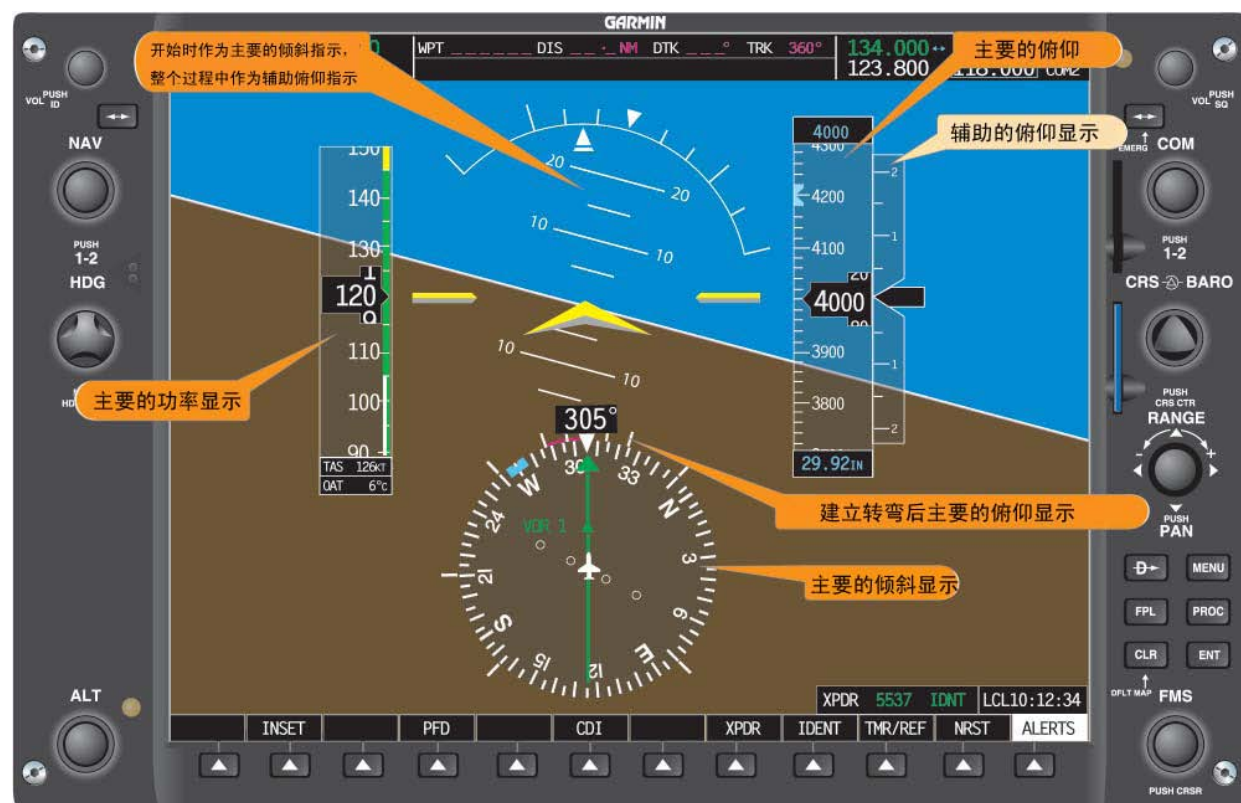 GARMIN
开始时作为主要的倾斜指示，
整个过程中作为辅助俯仰指示
WPT _ _ _ _ _ _ DIS _ _ . _ NM DTK _ _ _° TRK 360°
134.000 ↔
123.800 118.000 COM2
主要的俯仰
辅助的俯仰显示
VOL PUSH ID
NAV
PUSH
1-2
HDG
VOL PUSH SQ
EMERG
COM
PUSH
1-2
CRS BARO
PUSH
CRS CTR
RANGE
- +
PUSH
PAN
20 20
10 10
10 10
150
140
130
120
110
100
90
TAS 126KT
OAT 6°C
主要的功率显示
4000
4300
4200
4100
20
4000
3900
3800
29.92IN
2
1
1
2
305°
30 33 N 3 6 E 12 15 S 21 24 W
VOR 1
建立转弯后主要的俯仰显示
主要的倾斜显示
D MENU
FPL PROC
CLR ENT
DFLT MAP
FMS
PUSH CRSR
ALT
XPDR 5537 IDNT LCL10:12:34
INSET PFD CDI XPDR IDENT TMR/REF NRST ALERTS